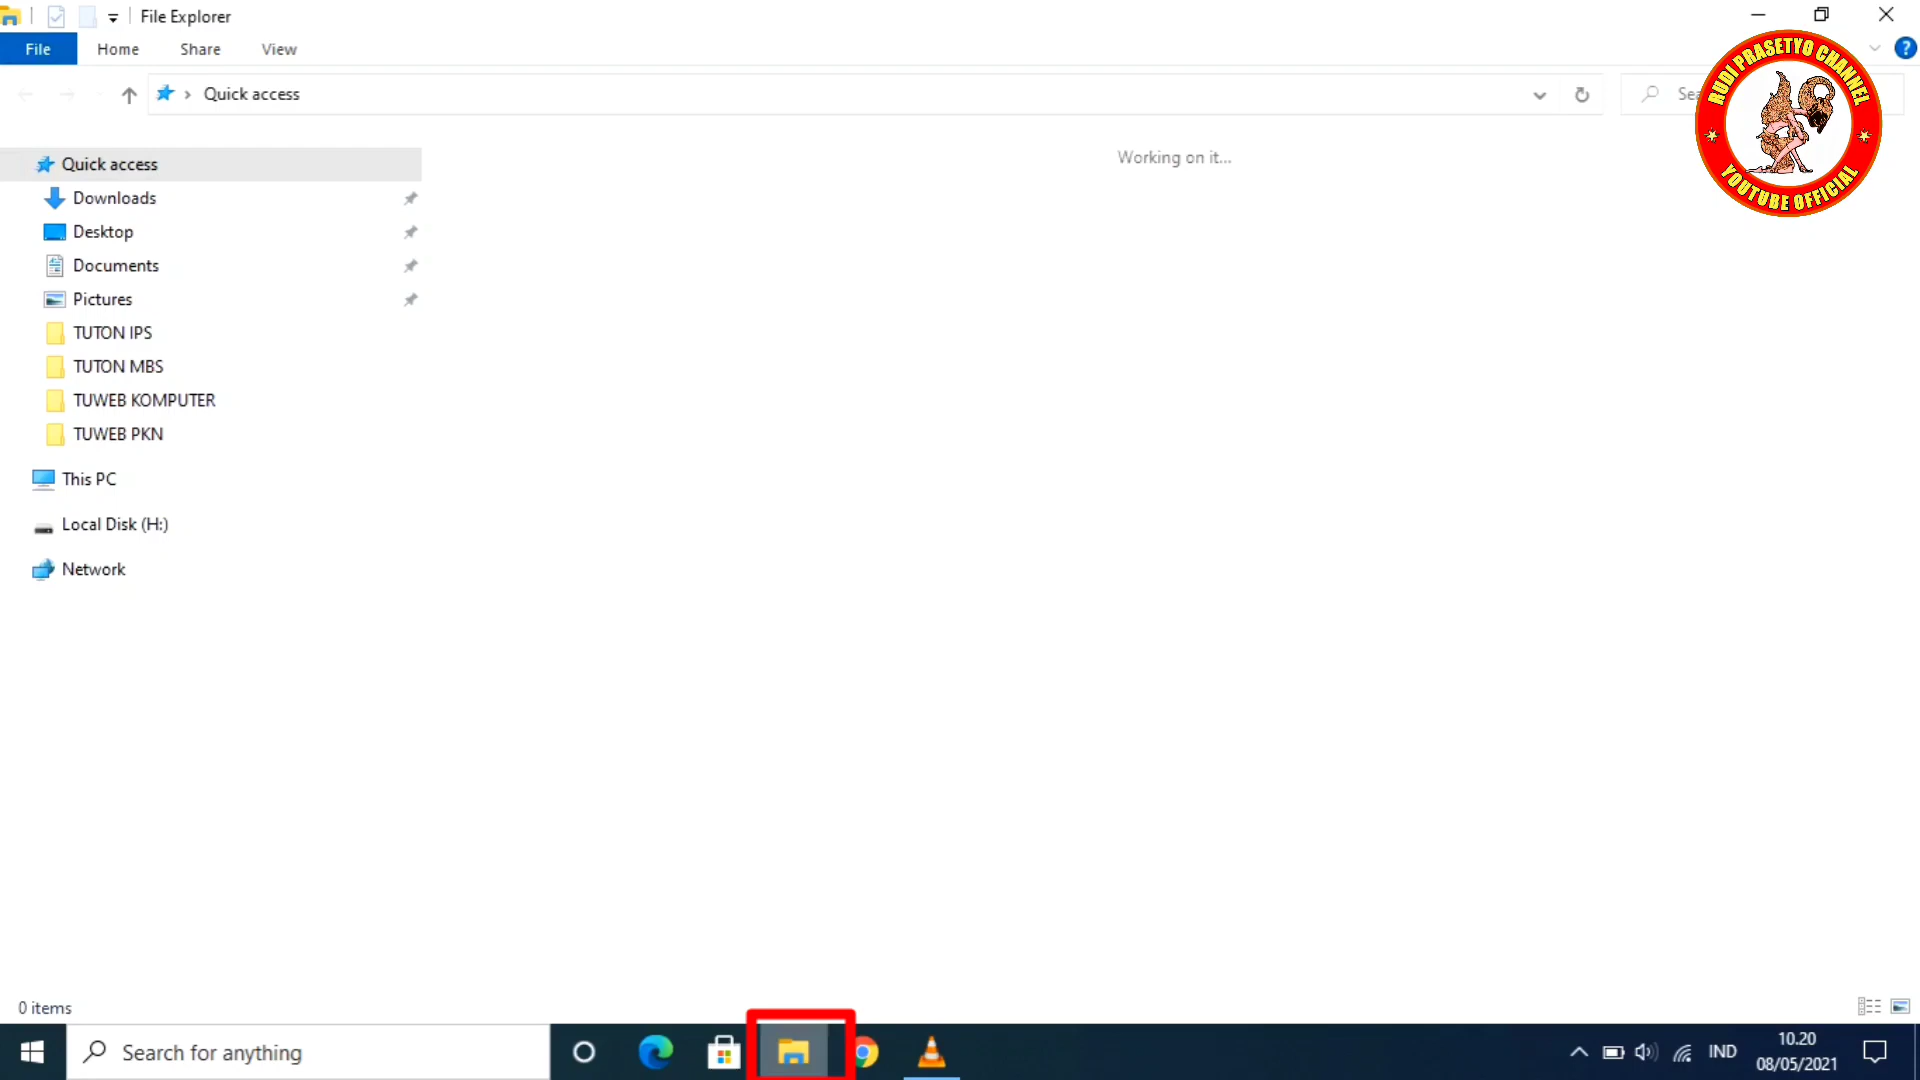 File Explorer
File Home Share View
Quick access
Quick access
Working on it...
Downloads
Desktop
Documents
Pictures
TUTON IPS
TUTON MBS
TUWEB KOMPUTER
TUWEB PKN
This PC
Local Disk (H:)
Network
RUDI PRASETYO CHANNEL
YOUTUBE OFFICIAL
0 items
Search for anything
IND
10.20
08/05/2021